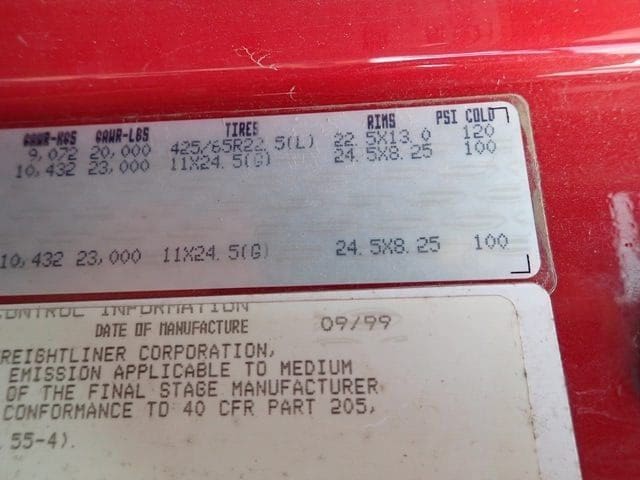 GAWR-KGS GAWR-LBS TIRES RIMS PSI COLD
9,072 20,000 425/65R22.5(L) 22.5X13.0 120
10,432 23,000 11X24.5(G) 24.5X8.25 100
10,432 23,000 11X24.5(G) 24.5X8.25 100
CONTROL INFORMATION
DATE OF MANUFACTURE 09/99
REIGHTLINER CORPORATION,
EMISSION APPLICABLE TO MEDIUM
OF THE FINAL STAGE MANUFACTURER
CONFORMANCE TO 40 CFR PART 205,
55-4).